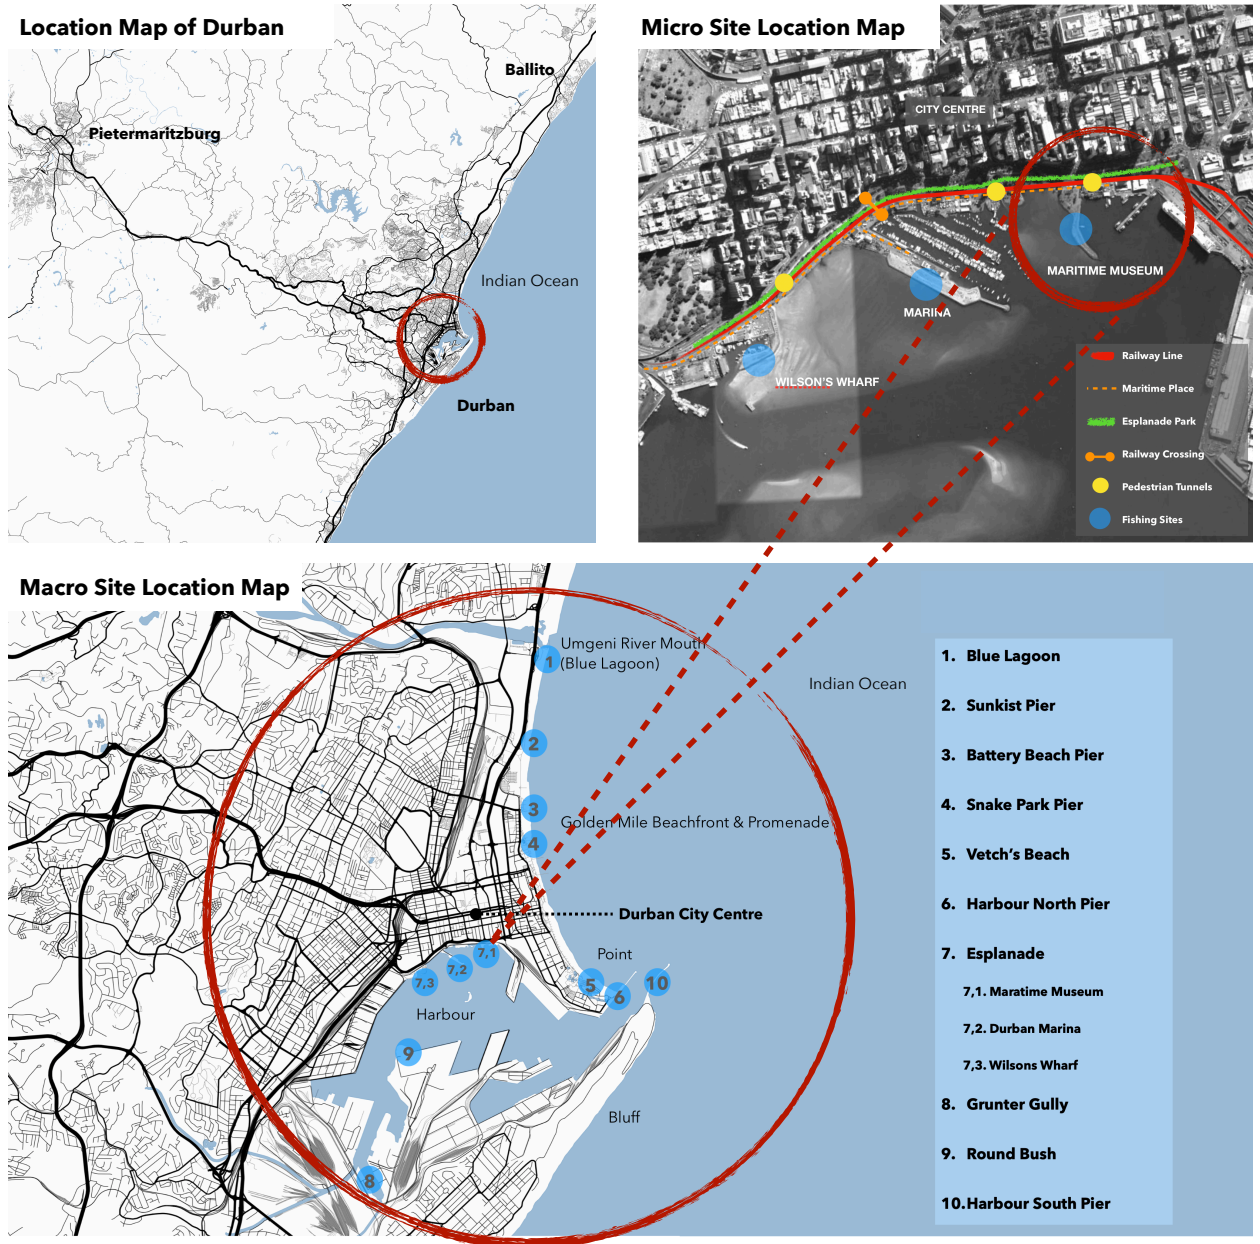 Location Map of Durban
Ballito
Pietermaritzburg
Indian Ocean
Durban
Micro Site Location Map
CITY CENTRE
MARITIME MUSEUM
MARINA
WILSON'S WHARF
Railway Line
Maritime Place
Esplanade Park
Railway Crossing
Pedestrian Tunnels
Fishing Sites
Macro Site Location Map
Umgeni River Mouth
(Blue Lagoon)
Indian Ocean
Golden Mile Beachfront & Promenade
Durban City Centre
Point
Harbour
Bluff
1
2
3
4
7,1
7,2
7,3
5
6
10
9
8
1. Blue Lagoon
2. Sunkist Pier
3. Battery Beach Pier
4. Snake Park Pier
5. Vetch's Beach
6. Harbour North Pier
7. Esplanade
7,1. Maratime Museum
7,2. Durban Marina
7,3. Wilsons Wharf
8. Grunter Gully
9. Round Bush
10.Harbour South Pier